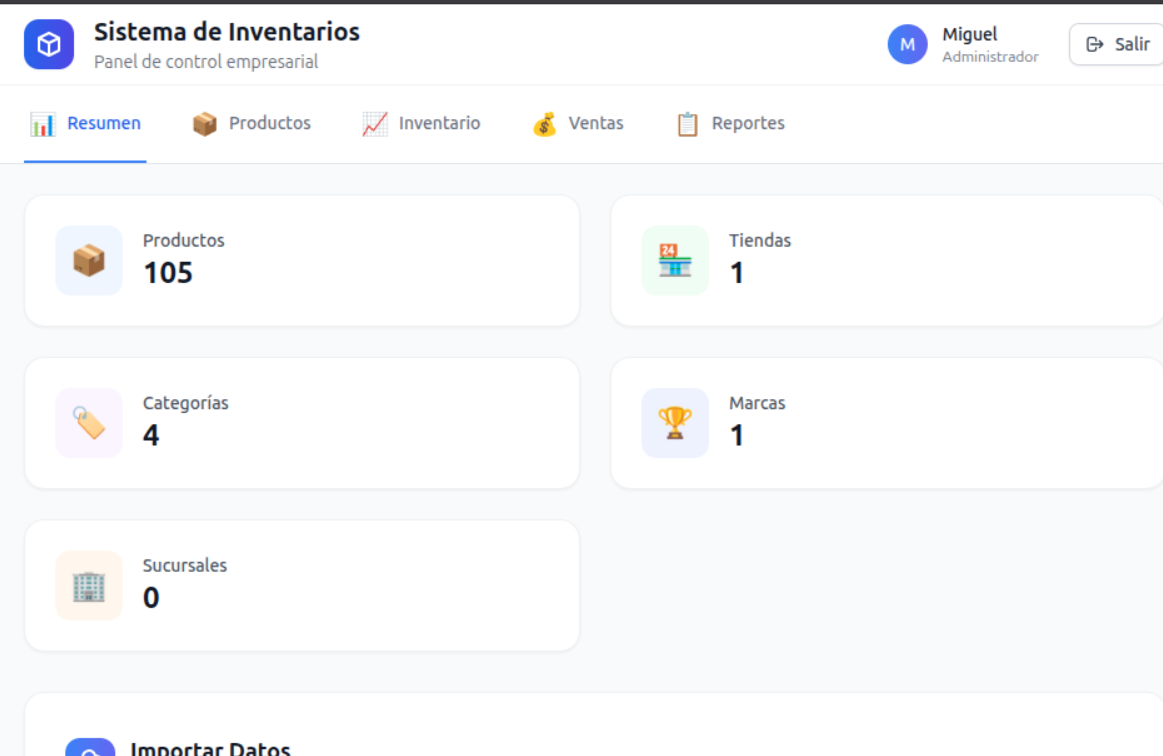 Sistema de Inventarios
Panel de control empresarial
M
Miguel
Administrador
Salir
Resumen
Productos
Inventario
Ventas
Reportes
Productos
105
24
Tiendas
1
Categorías
4
Marcas
1
Sucursales
0
Importar Datos